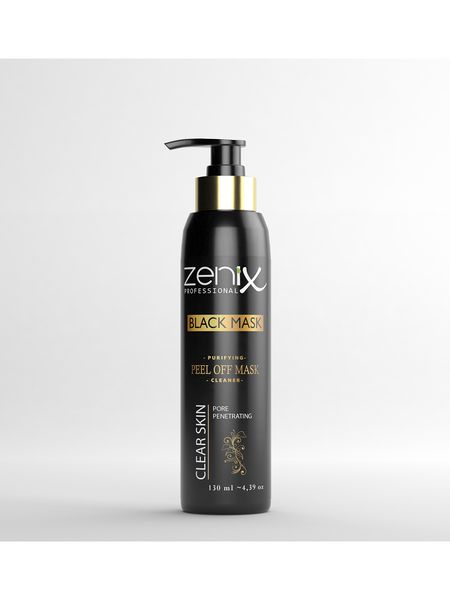 zenix
PROFESSIONAL
BLACK MASK
- PURIFYING-
PEEL OFF MASK
- CLEANER-
CLEAR SKIN
PORE
PENETRATING
130 ml ~4,39 oz